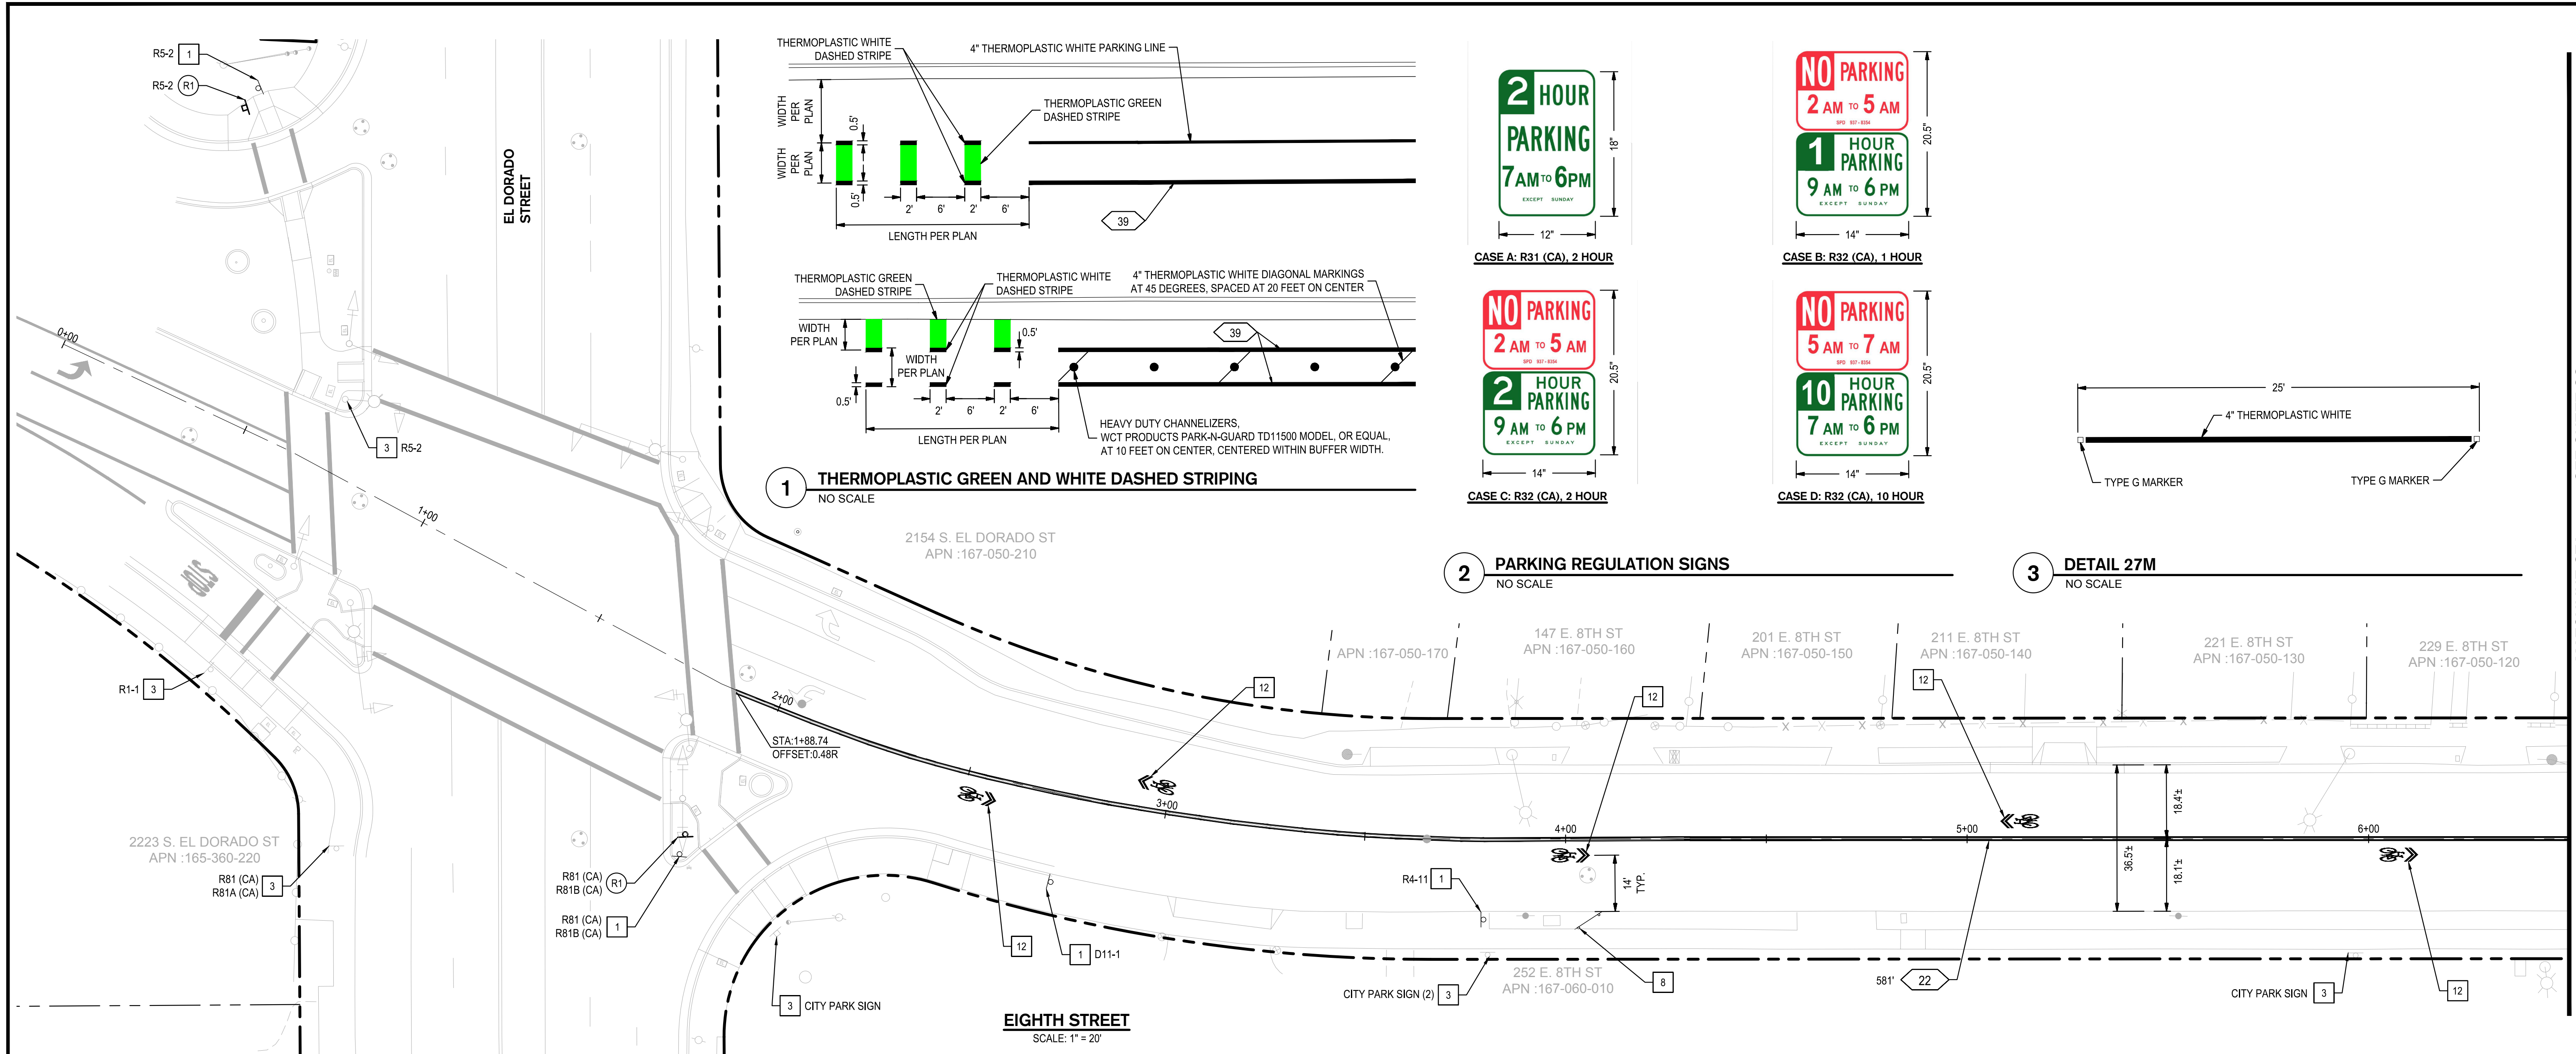 R5-2 1
R5-2 R1
EL DORADO
STREET
THERMOPLASTIC WHITE
DASHED STRIPE
4" THERMOPLASTIC WHITE PARKING LINE
WIDTH
PER
PLAN
WIDTH
PER
PLAN
0.5'
0.5'
THERMOPLASTIC GREEN
DASHED STRIPE
2' 6' 2' 6'
39
LENGTH PER PLAN
THERMOPLASTIC GREEN
DASHED STRIPE
THERMOPLASTIC WHITE
DASHED STRIPE
4" THERMOPLASTIC WHITE DIAGONAL MARKINGS
AT 45 DEGREES, SPACED AT 20 FEET ON CENTER
WIDTH
PER PLAN
0.5'
39
WIDTH
PER PLAN
0.5'
2' 6' 2' 6'
LENGTH PER PLAN
HEAVY DUTY CHANNELIZERS,
WCT PRODUCTS PARK-N-GUARD TD11500 MODEL, OR EQUAL,
AT 10 FEET ON CENTER, CENTERED WITHIN BUFFER WIDTH.
1 THERMOPLASTIC GREEN AND WHITE DASHED STRIPING
NO SCALE
2 HOUR
PARKING
7AM TO 6PM
EXCEPT SUNDAY
18"
12"
CASE A: R31 (CA), 2 HOUR
NO PARKING
2 AM TO 5 AM
SPD 937-8354
1 HOUR
PARKING
9 AM TO 6 PM
EXCEPT SUNDAY
20.5"
14"
CASE B: R32 (CA), 1 HOUR
NO PARKING
2 AM TO 5 AM
SPD 937-8354
2 HOUR
PARKING
9 AM TO 6 PM
EXCEPT SUNDAY
20.5"
14"
CASE C: R32 (CA), 2 HOUR
NO PARKING
5 AM TO 7 AM
SPD 937-8354
10 HOUR
PARKING
7 AM TO 6 PM
EXCEPT SUNDAY
20.5"
14"
CASE D: R32 (CA), 10 HOUR
2 PARKING REGULATION SIGNS
NO SCALE
25'
4" THERMOPLASTIC WHITE
TYPE G MARKER
TYPE G MARKER
3 DETAIL 27M
NO SCALE
0+00
3 R5-2
1+00
STOP
R1-1 3
2154 S. EL DORADO ST
APN :167-050-210
2+00
STA:1+88.74
OFFSET:0.48R
12
3+00
APN :167-050-170
147 E. 8TH ST
APN :167-050-160
201 E. 8TH ST
APN :167-050-150
211 E. 8TH ST
APN :167-050-140
221 E. 8TH ST
APN :167-050-130
229 E. 8TH ST
APN :167-050-120
12
12
4+00
5+00
6+00
36.5'±
18.4'±
18.1'±
2223 S. EL DORADO ST
APN :165-360-220
R81 (CA)
R81A (CA) 3
R81 (CA)
R81B (CA) R1
R81 (CA)
R81B (CA) 1
R4-11 1
14'
TYP.
12
1 D11-1
3 CITY PARK SIGN
CITY PARK SIGN (2) 3
252 E. 8TH ST
APN :167-060-010
8
581' 22
CITY PARK SIGN 3
12
EIGHTH STREET
SCALE: 1" = 20'